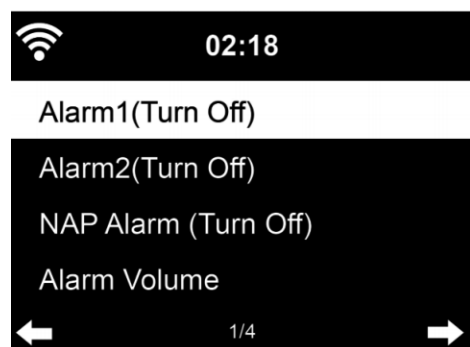 02:18
Alarm1(Turn Off)
Alarm2(Turn Off)
NAP Alarm (Turn Off)
Alarm Volume
1/4